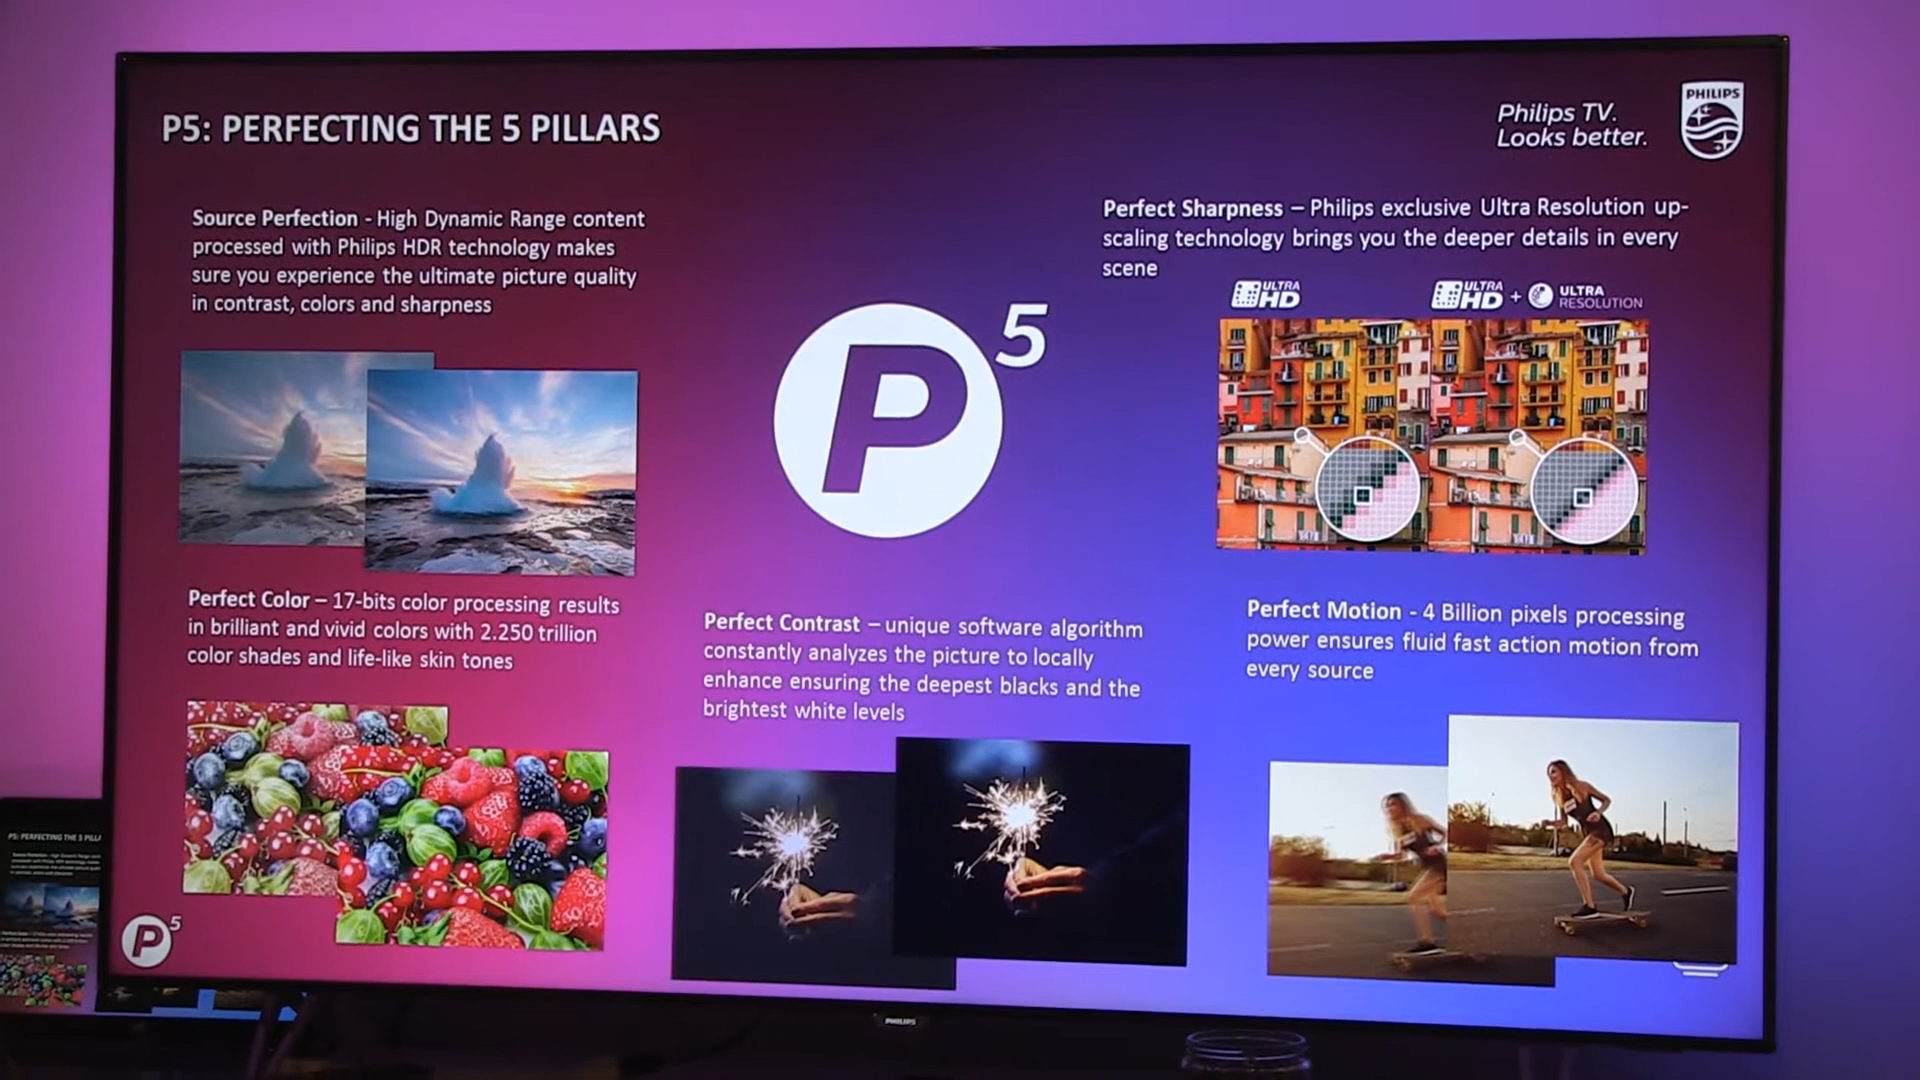 P5: PERFECTING THE 5 PILLARS
Philips TV.
Looks better.
PHILIPS
Source Perfection - High Dynamic Range content
processed with Philips HDR technology makes
sure you experience the ultimate picture quality
in contrast, colors and sharpness
Perfect Sharpness – Philips exclusive Ultra Resolution up-
scaling technology brings you the deeper details in every
scene
ULTRA
HD
ULTRA
HD + ULTRA
RESOLUTION
P5
Perfect Color – 17-bits color processing results
in brilliant and vivid colors with 2.250 trillion
color shades and life-like skin tones
Perfect Contrast – unique software algorithm
constantly analyzes the picture to locally
enhance ensuring the deepest blacks and the
brightest white levels
Perfect Motion - 4 Billion pixels processing
power ensures fluid fast action motion from
every source
P5
PHILIPS
P5: PERFECTING THE 5 PILLA